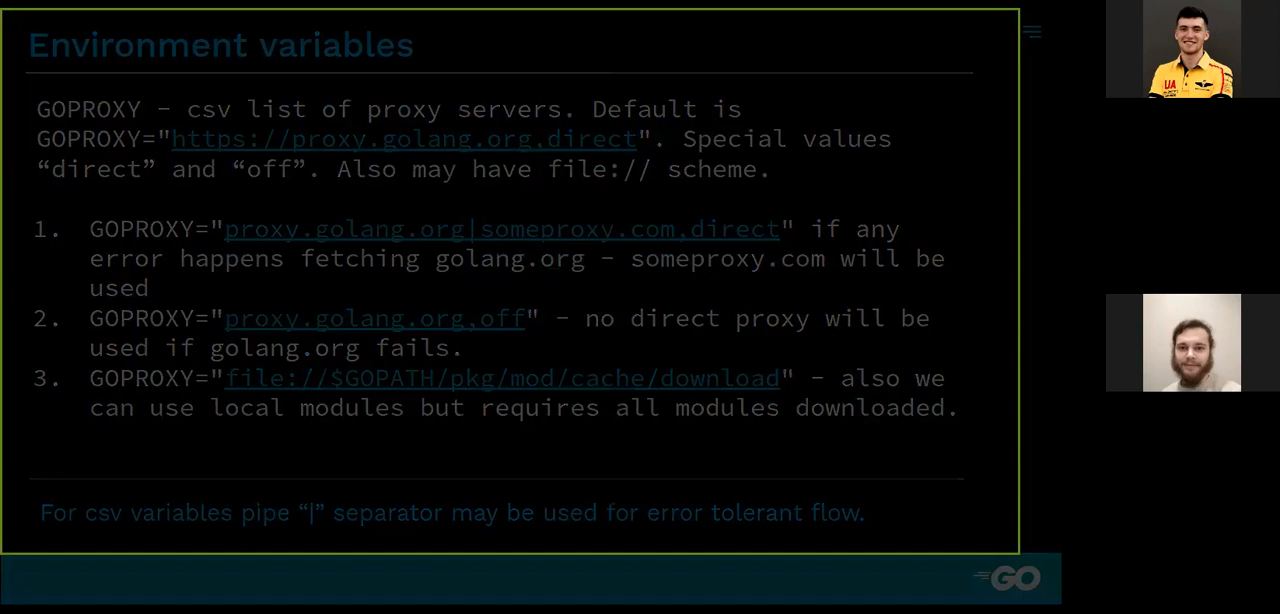 Environment variables
GOPROXY - csv list of proxy servers. Default is
GOPROXY="https://proxy.golang.org,direct". Special values
“direct” and “off”. Also may have file:// scheme.
1. GOPROXY="proxy.golang.org|someproxy.com,direct" if any
error happens fetching golang.org - someproxy.com will be
used
2. GOPROXY="proxy.golang.org,off" - no direct proxy will be
used if golang.org fails.
3. GOPROXY="file://$GOPATH/pkg/mod/cache/download" - also we
can use local modules but requires all modules downloaded.
For csv variables pipe “|” separator may be used for error tolerant flow.
GO
UA